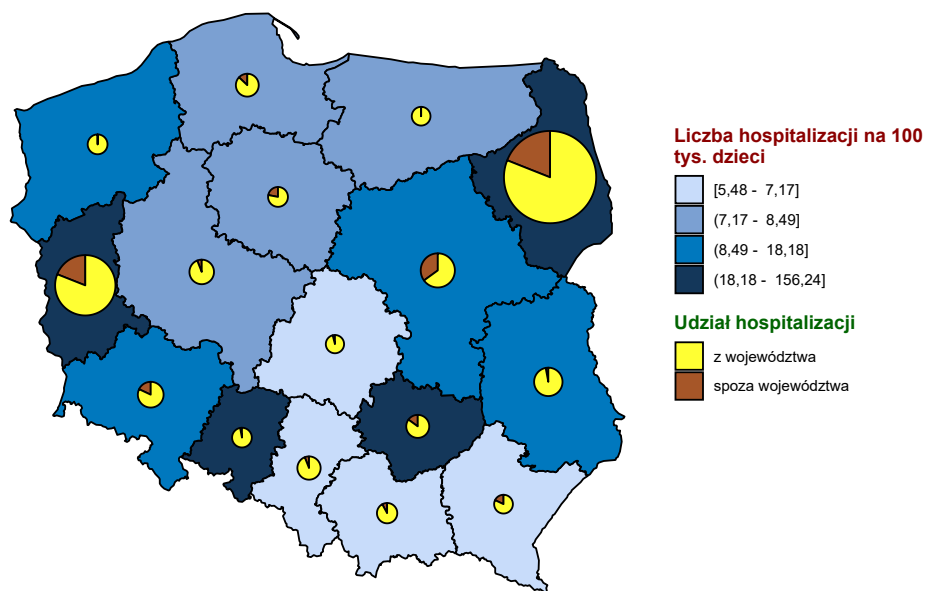 Liczba hospitalizacji na 100
tys. dzieci
[5,48 - 7,17]
(7,17 - 8,49]
(8,49 - 18,18]
(18,18 - 156,24]
Udział hospitalizacji
z województwa
spoza województwa